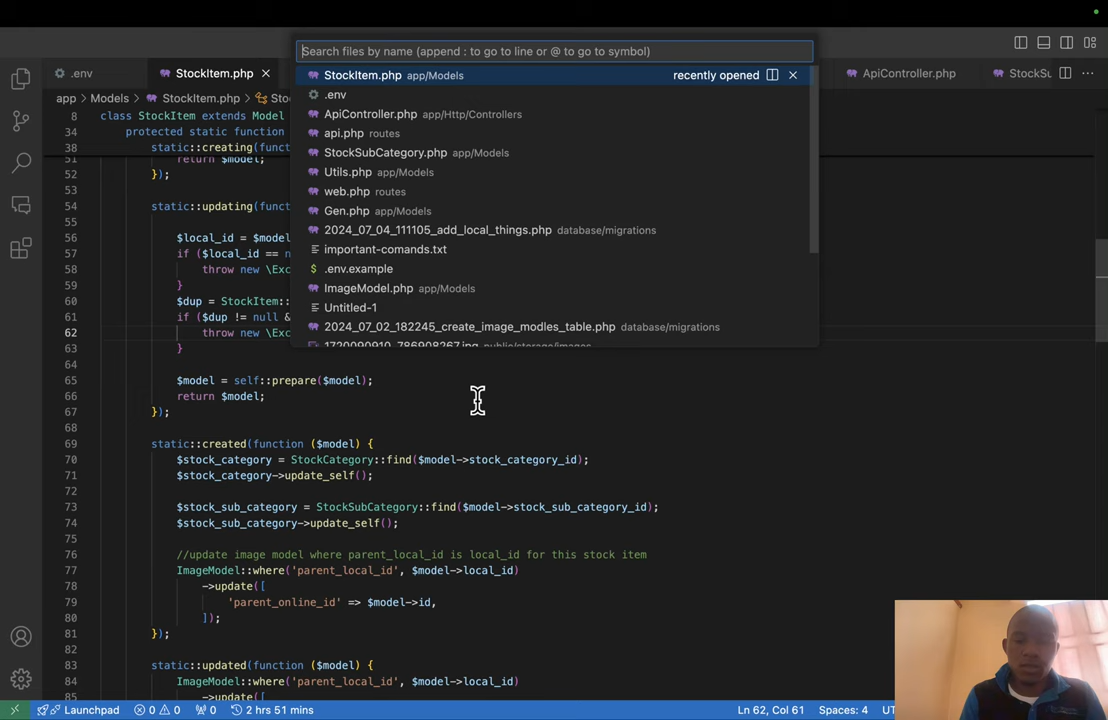 Search files by name (append : to go to line or @ to go to symbol)
.env
StockItem.php
ApiController.php
StockSu
app > Models > StockItem.php > Sto
StockItem.php app/Models recently opened
.env
ApiController.php app/Http/Controllers
api.php routes
StockSubCategory.php app/Models
Utils.php app/Models
web.php routes
Gen.php app/Models
2024_07_04_111105_add_local_things.php database/migrations
important-comands.txt
.env.example
ImageModel.php app/Models
Untitled-1
2024_07_02_182245_create_image_modles_table.php database/migrations
1720090910_786908267.jpg public/storage/images
8 class StockItem extends Model
34 protected static function
38 static::creating(funct
51 return $model;
52 });
53
54 static::updating(funct
55
56 $local_id = $model
57 if ($local_id == n
58 throw new \Exc
59 }
60 $dup = StockItem::
61 if ($dup != null &
62 throw new \Exc
63 }
64
65 $model = self::prepare($model);
66 return $model;
67 });
68
69 static::created(function ($model) {
70 $stock_category = StockCategory::find($model->stock_category_id);
71 $stock_category->update_self();
72
73 $stock_sub_category = StockSubCategory::find($model->stock_sub_category_id);
74 $stock_sub_category->update_self();
75
76 //update image model where parent_local_id is local_id for this stock item
77 ImageModel::where('parent_local_id', $model->local_id)
78 ->update([
79 'parent_online_id' => $model->id,
80 ]);
81 });
82
83 static::updated(function ($model) {
84 ImageModel::where('parent_local_id', $model->local_id)
85 ->update([
Launchpad 0 0 0 2 hrs 51 mins Ln 62, Col 61 Spaces: 4 UT